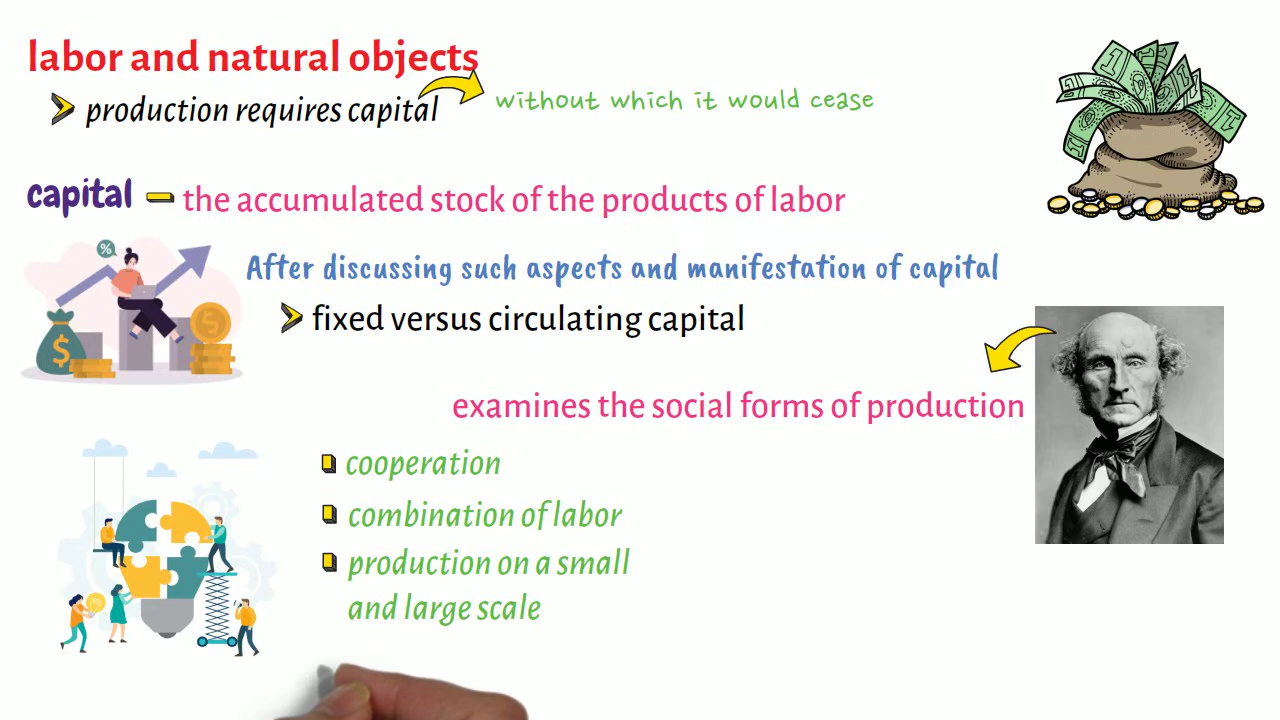 labor and natural objects
production requires capital
without which it would cease
capital
the accumulated stock of the products of labor
%
After discussing such aspects and manifestation of capital
fixed versus circulating capital
$
$
examines the social forms of production
cooperation
combination of labor
production on a small
and large scale